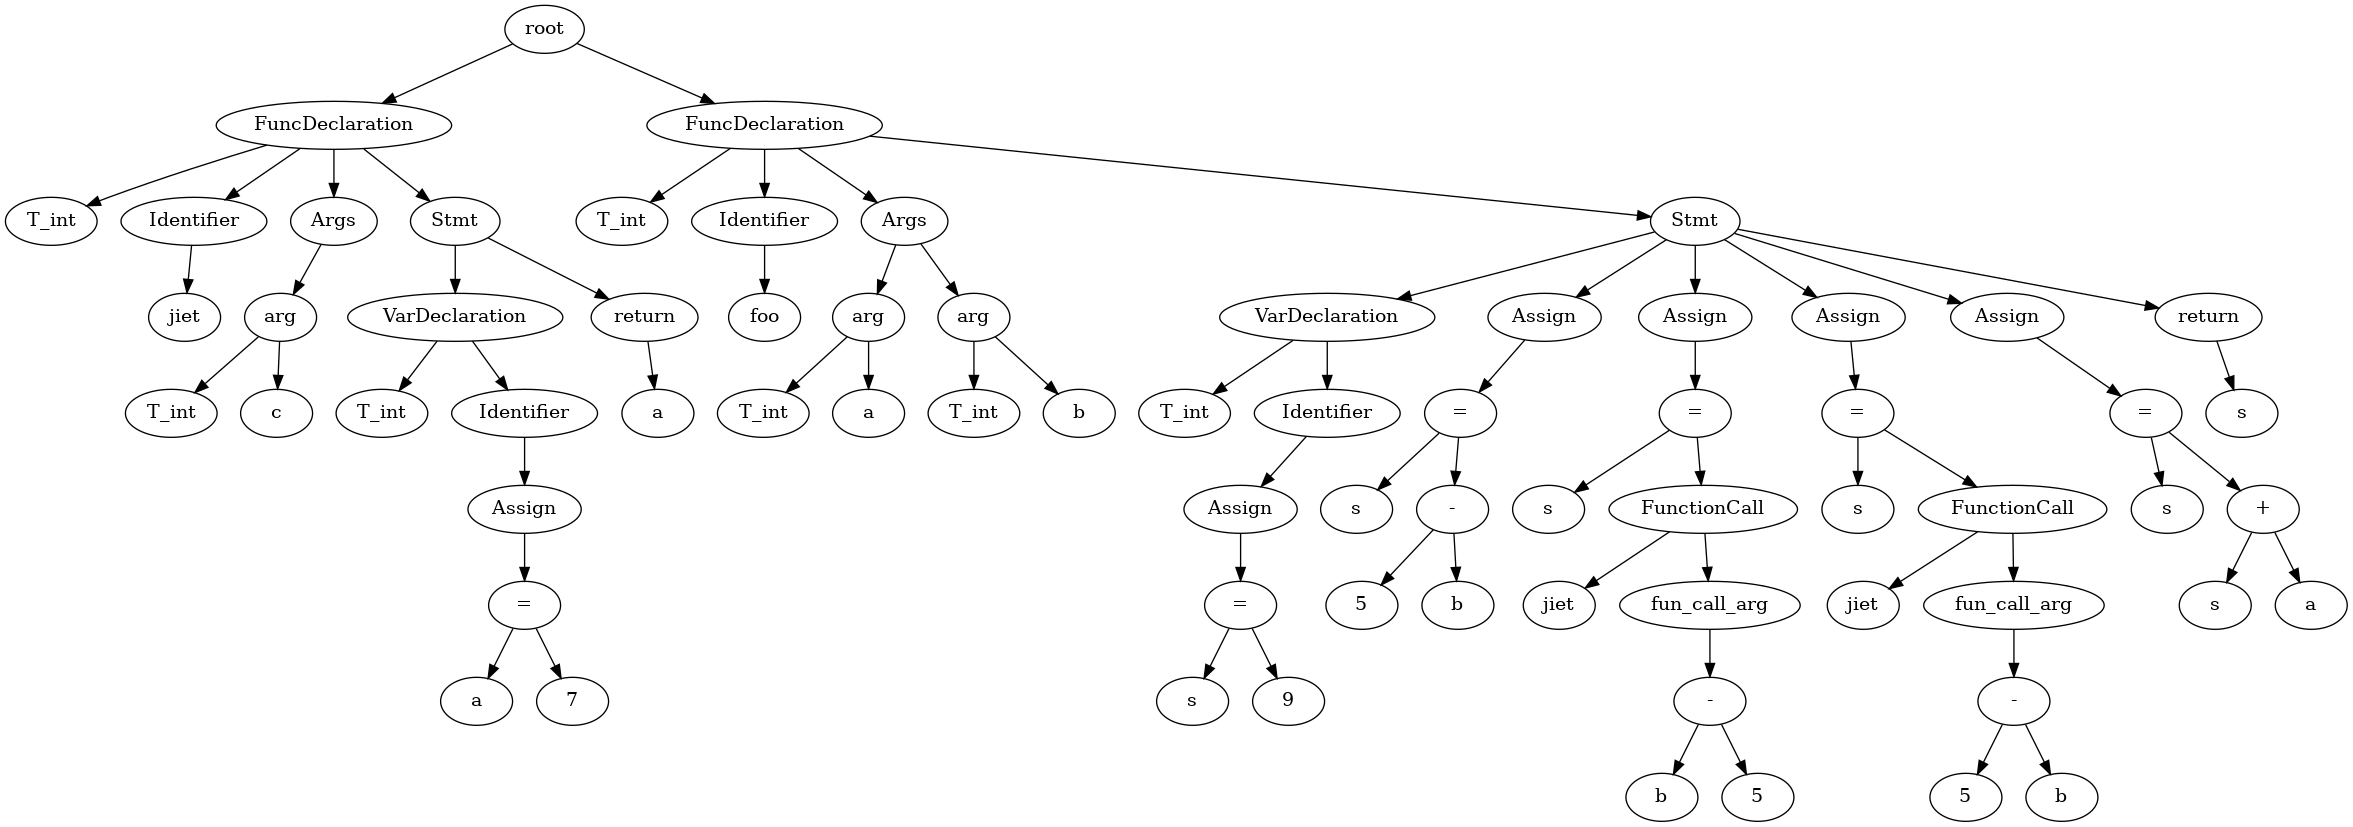 root
FuncDeclaration FuncDeclaration
T_int Identifier Args Stmt T_int Identifier Args Stmt
jiet arg VarDeclaration return foo arg arg VarDeclaration Assign Assign Assign Assign return
T_int c T_int Identifier a T_int a T_int b T_int Identifier = = = = s
Assign Assign s - s FunctionCall s FunctionCall s +
= = 5 b jiet fun_call_arg jiet fun_call_arg s a
a 7 s 9 - -
b 5 5 b